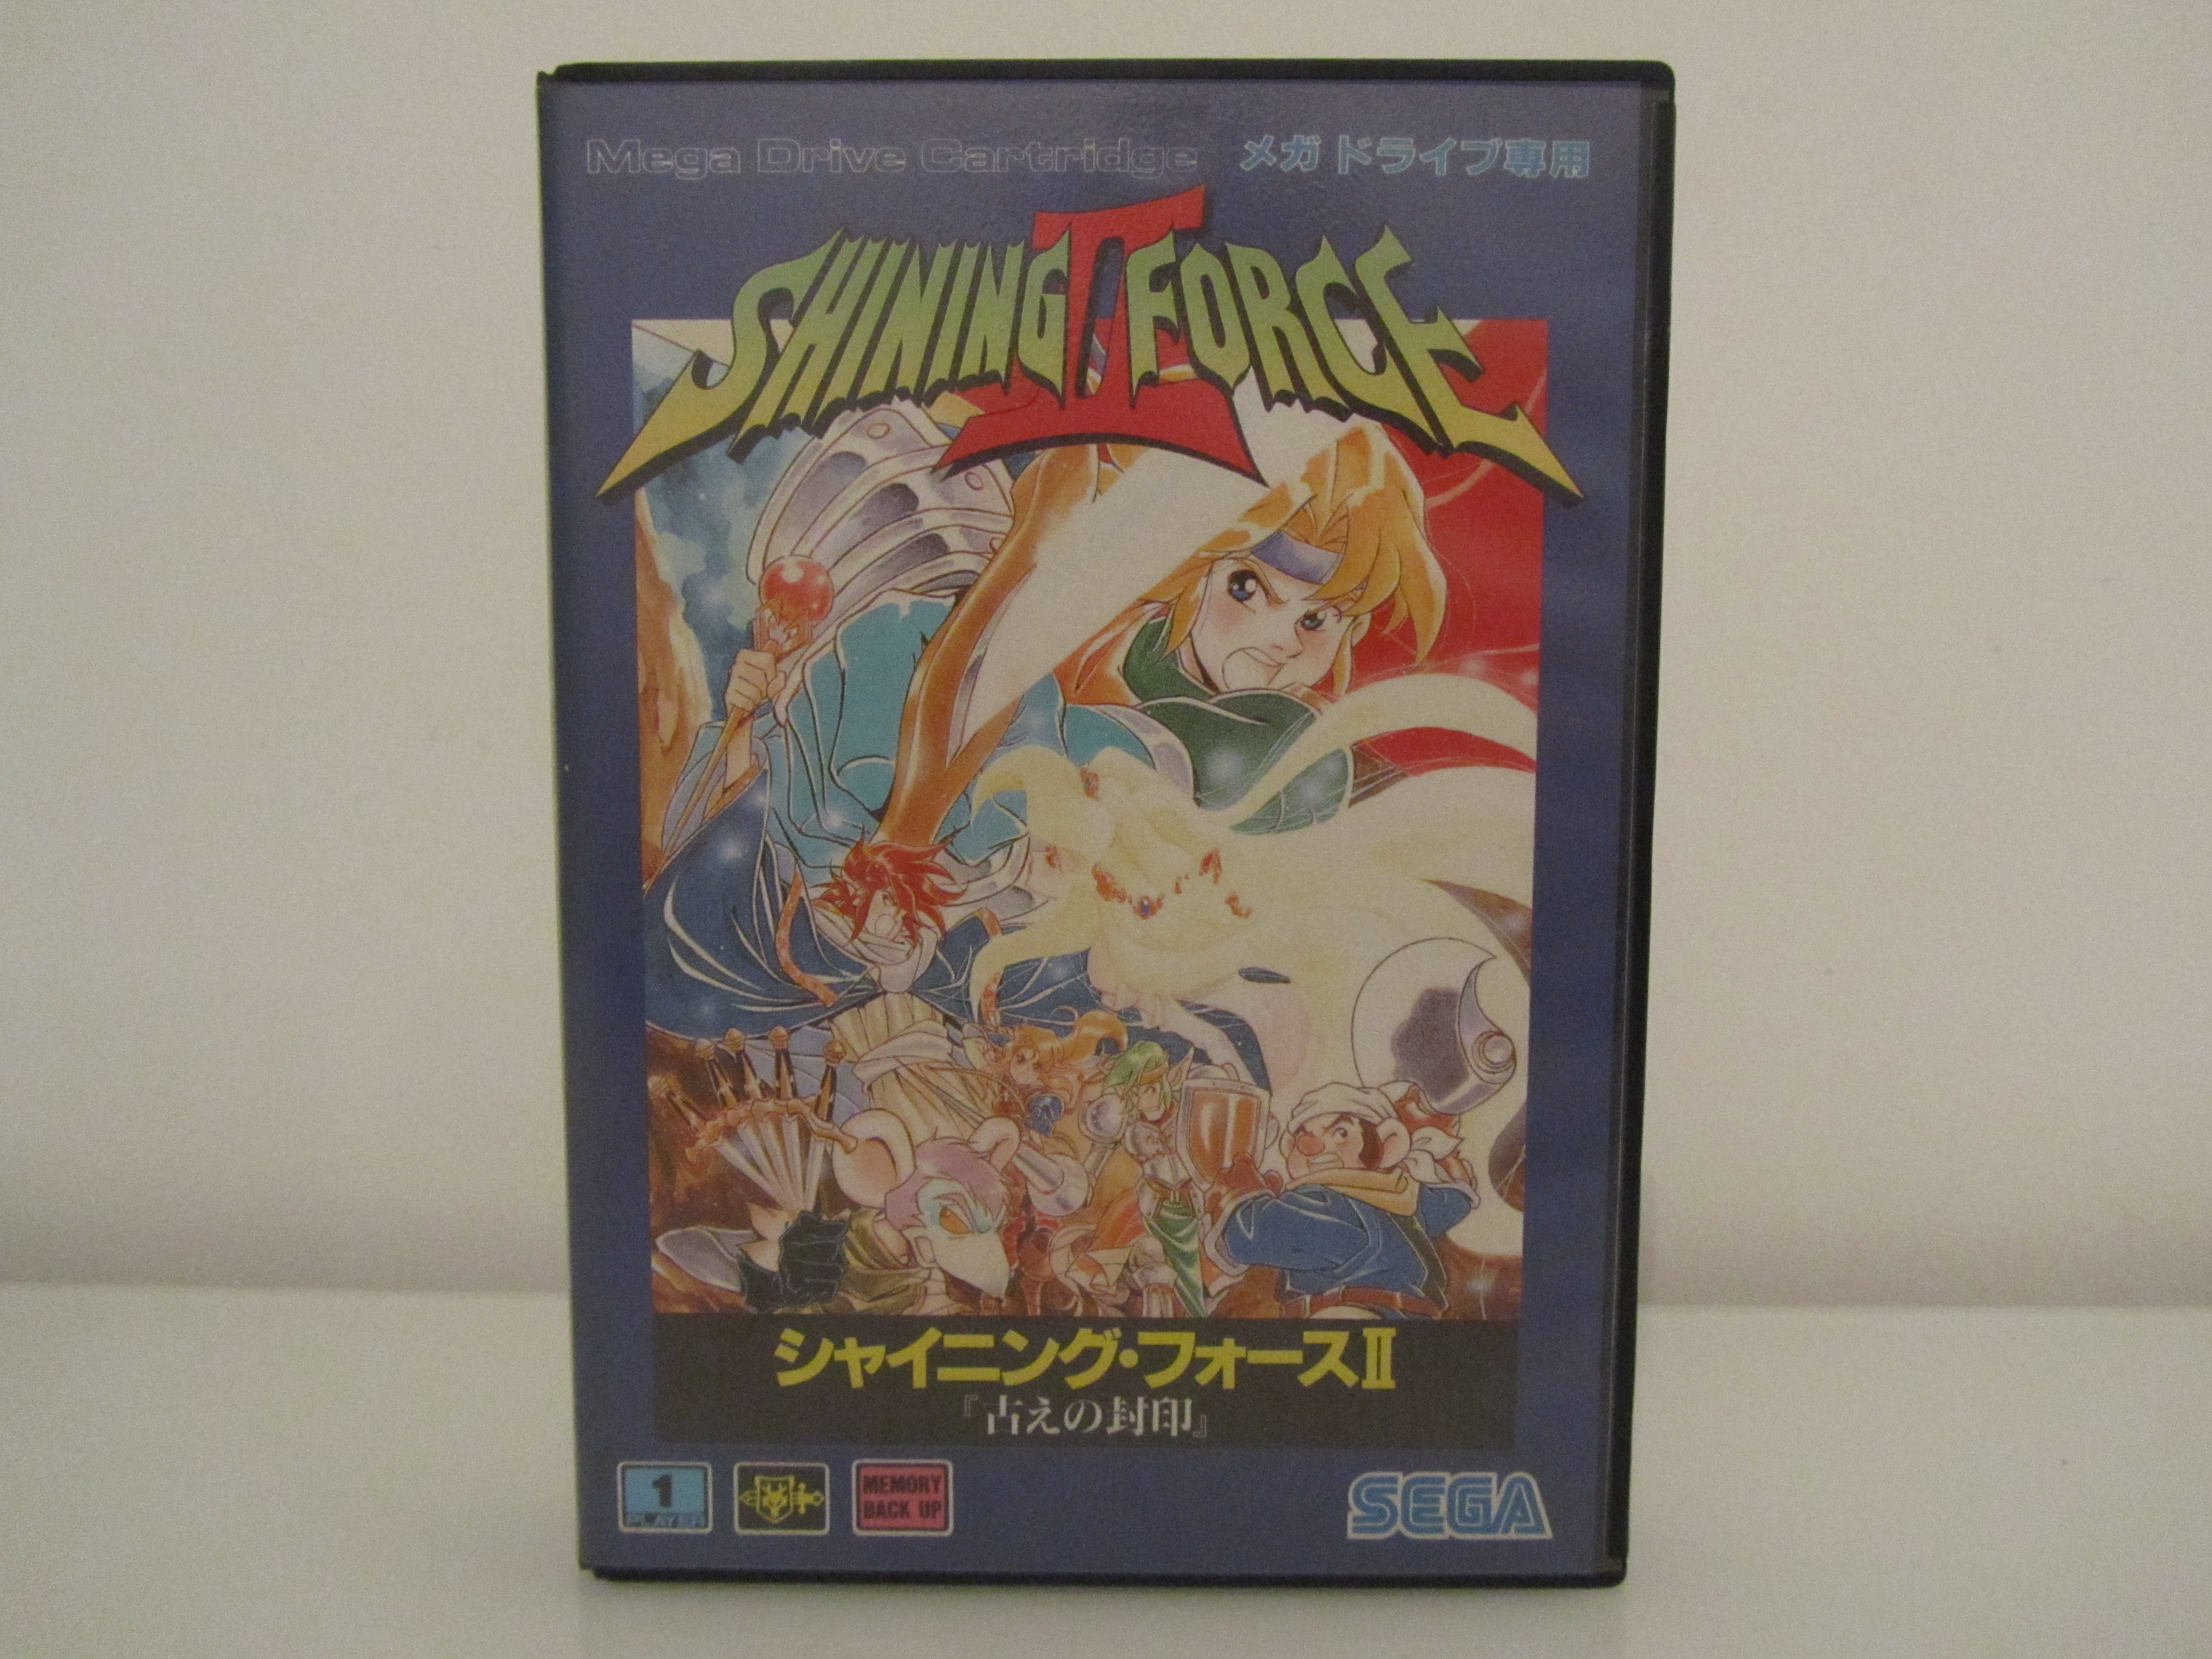 Mega Drive Cartridge メガドライブ専用
SHINING FORCE II
シャイニング・フォースII
『古えの封印』
1 PLAYER
MEMORY BACK UP
SEGA